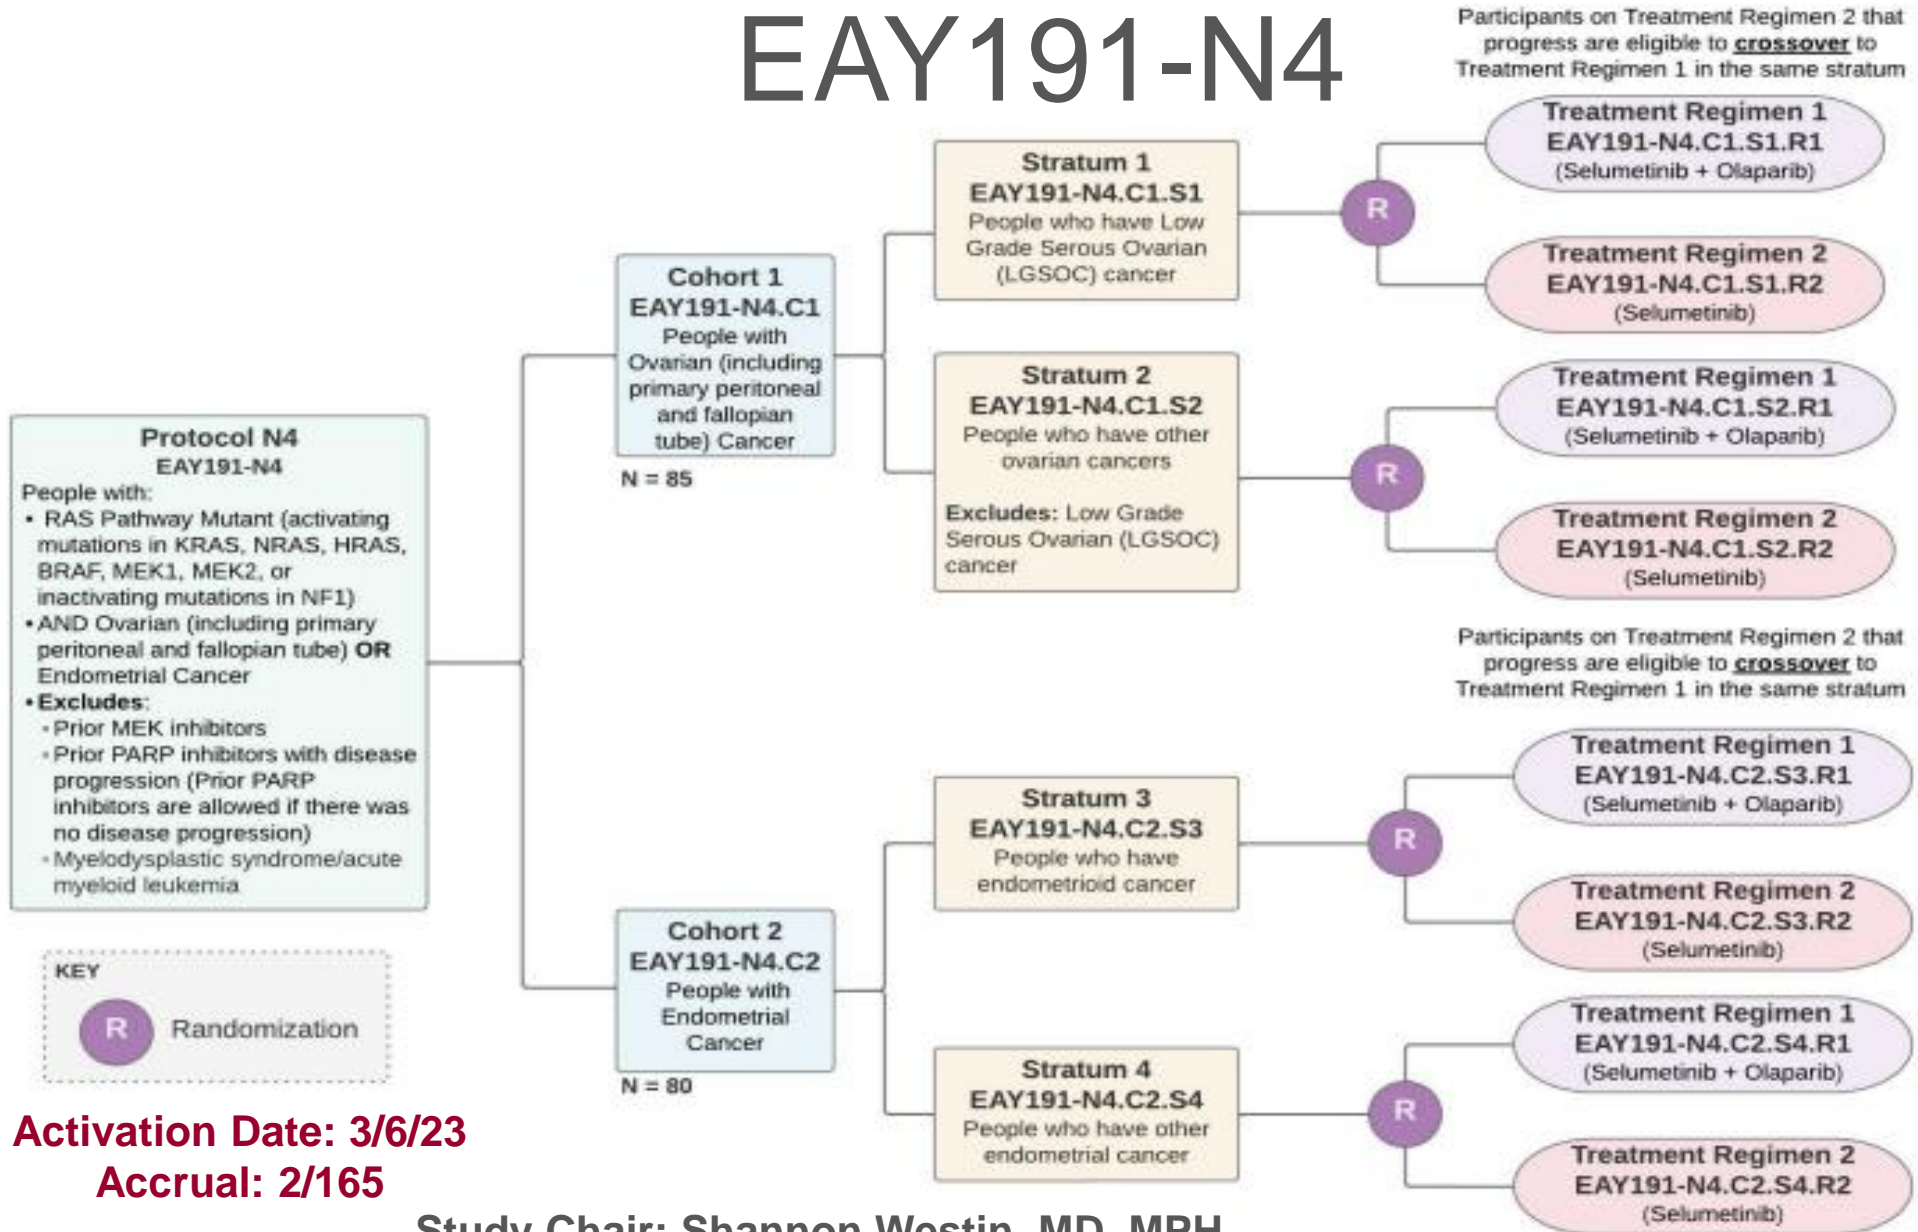 EAY191-N4
Participants on Treatment Regimen 2 that
progress are eligible to crossover to
Treatment Regimen 1 in the same stratum
Protocol N4
EAY191-N4
People with:
• RAS Pathway Mutant (activating
mutations in KRAS, NRAS, HRAS,
BRAF, MEK1, MEK2, or
inactivating mutations in NF1)
• AND Ovarian (including primary
peritoneal and fallopian tube) OR
Endometrial Cancer
• Excludes:
• Prior MEK inhibitors
• Prior PARP inhibitors with disease
progression (Prior PARP
inhibitors are allowed if there was
no disease progression)
• Myelodysplastic syndrome/acute
myeloid leukemia
KEY
R Randomization
Activation Date: 3/6/23
Accrual: 2/165
Cohort 1
EAY191-N4.C1
People with
Ovarian (including
primary peritoneal
and fallopian
tube) Cancer
N = 85
Cohort 2
EAY191-N4.C2
People with
Endometrial
Cancer
N = 80
Stratum 1
EAY191-N4.C1.S1
People who have Low
Grade Serous Ovarian
(LGSOC) cancer
Stratum 2
EAY191-N4.C1.S2
People who have other
ovarian cancers
Excludes: Low Grade
Serous Ovarian (LGSOC)
cancer
Stratum 3
EAY191-N4.C2.S3
People who have
endometrioid cancer
Stratum 4
EAY191-N4.C2.S4
People who have other
endometrial cancer
R
R
R
R
Treatment Regimen 1
EAY191-N4.C1.S1.R1
(Selumetinib + Olaparib)
Treatment Regimen 2
EAY191-N4.C1.S1.R2
(Selumetinib)
Treatment Regimen 1
EAY191-N4.C1.S2.R1
(Selumetinib + Olaparib)
Treatment Regimen 2
EAY191-N4.C1.S2.R2
(Selumetinib)
Participants on Treatment Regimen 2 that
progress are eligible to crossover to
Treatment Regimen 1 in the same stratum
Treatment Regimen 1
EAY191-N4.C2.S3.R1
(Selumetinib + Olaparib)
Treatment Regimen 2
EAY191-N4.C2.S3.R2
(Selumetinib)
Treatment Regimen 1
EAY191-N4.C2.S4.R1
(Selumetinib + Olaparib)
Treatment Regimen 2
EAY191-N4.C2.S4.R2
(Selumetinib)
Study Chair: Shannon Westin, MD, MPH